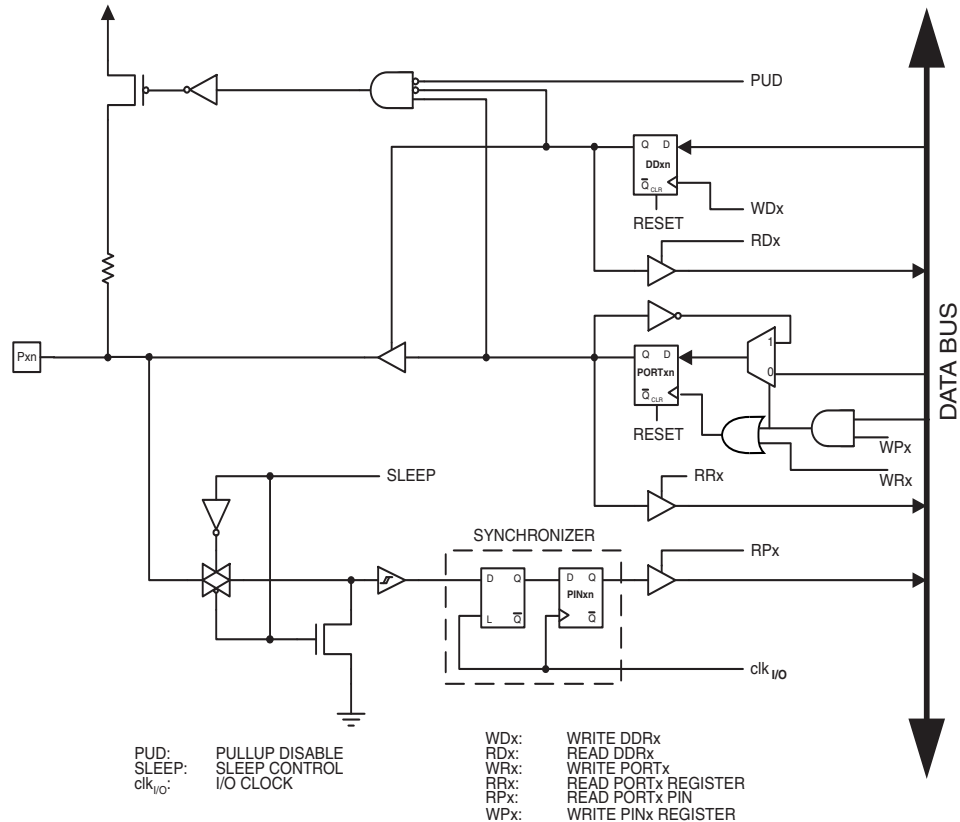 PUD
Q D
DDxn
Q CLR
WDx
RESET
RDx
1
Pxn
Q D
PORTxn
0
Q CLR
RESET
WPx
WRx
DATA BUS
SLEEP
RRx
SYNCHRONIZER
RPx
D Q
L Q
D Q
PINxn
Q
clk I/O
PUD: PULLUP DISABLE
SLEEP: SLEEP CONTROL
clkI/O: I/O CLOCK
WDx: WRITE DDRx
RDx: READ DDRx
WRx: WRITE PORTx
RRx: READ PORTx REGISTER
RPx: READ PORTx PIN
WPx: WRITE PINx REGISTER